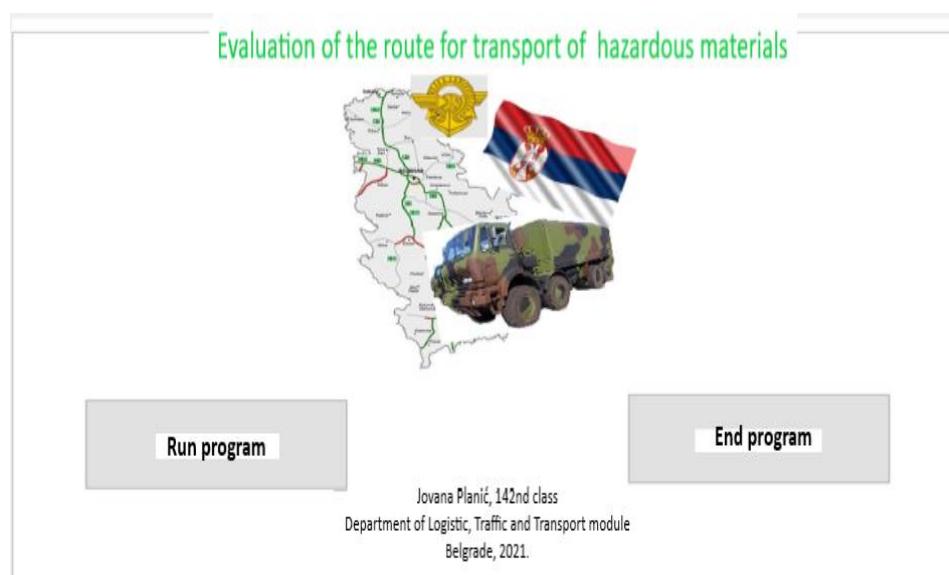 Evaluation of the route for transport of hazardous materials
Run program
End program
Jovana Planić, 142nd class
Department of Logistic, Traffic and Transport module
Belgrade, 2021.